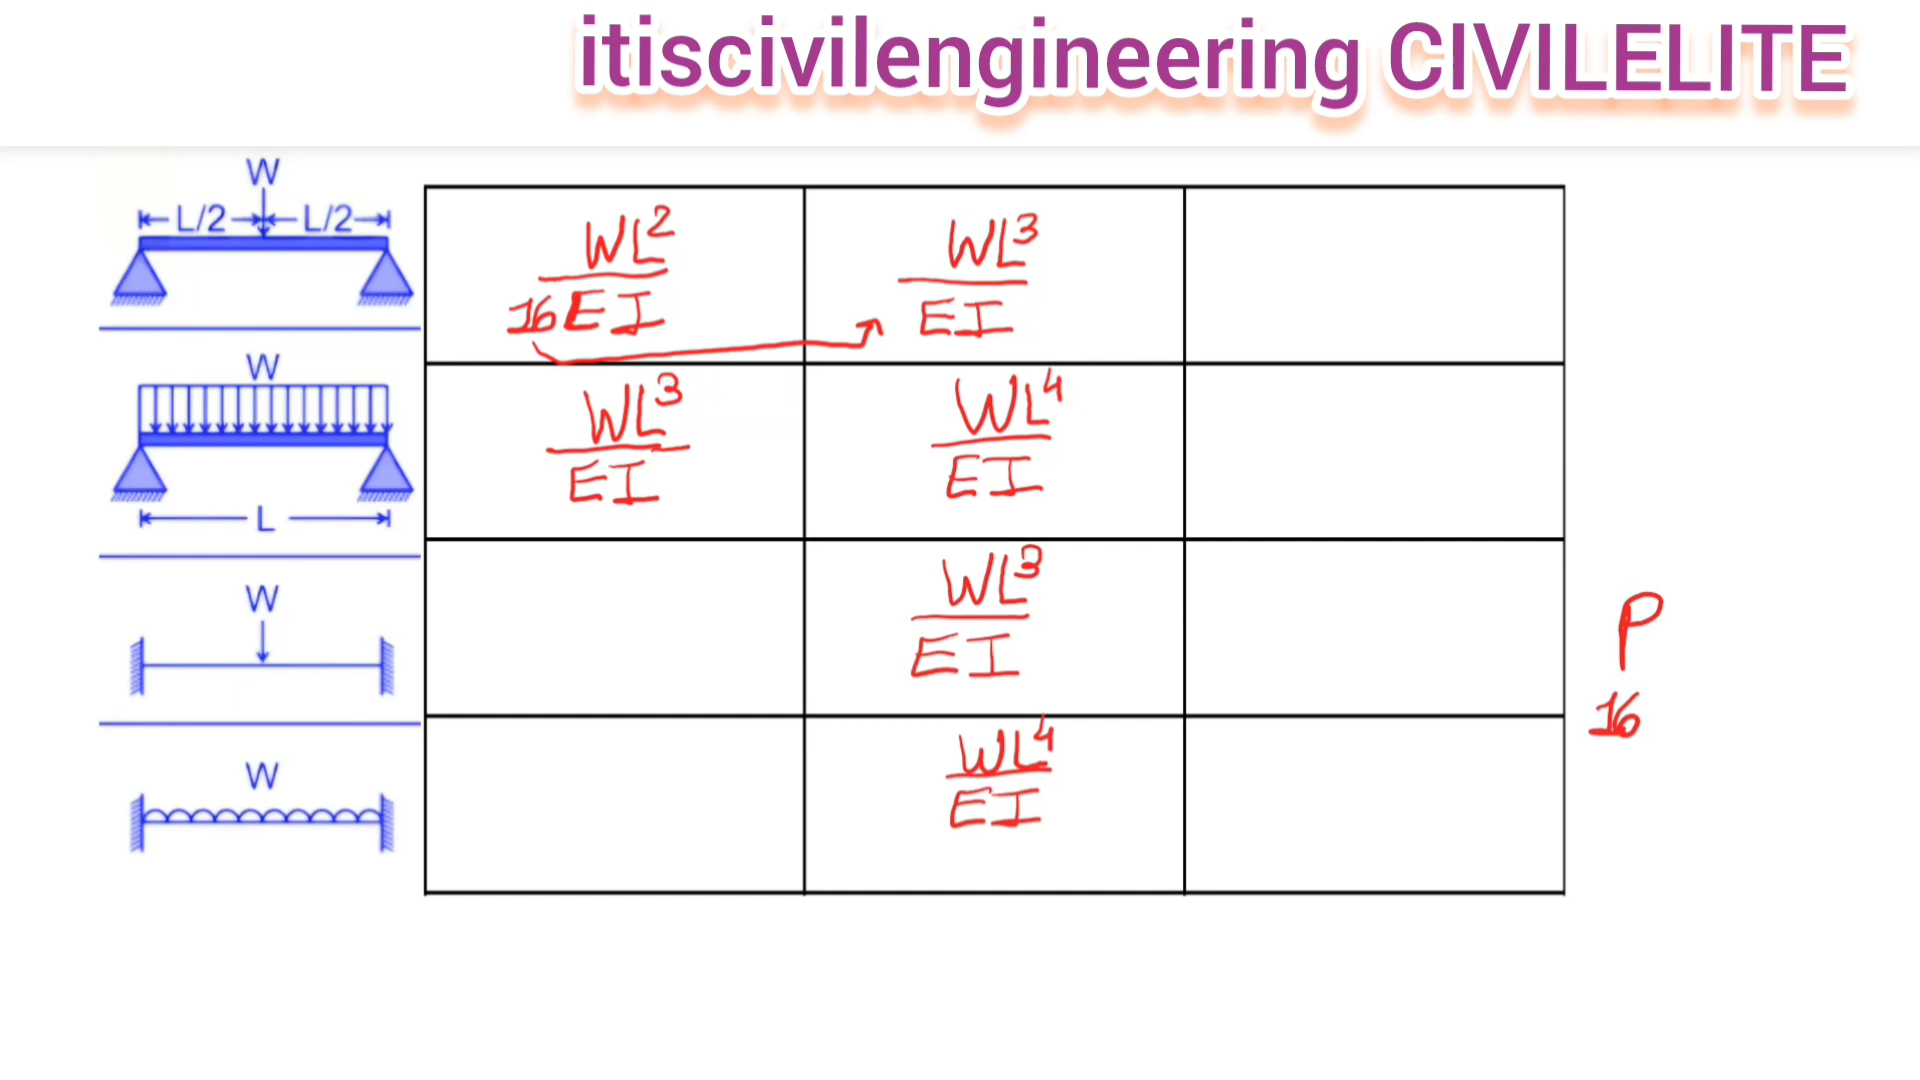 itiscivilengineering CIVILELITE
W
L/2 L/2
WL²
16EI
WL³
EI
W
L
WL³
EI
WL⁴
EI
W
WL³
EI
P
16
W
WL⁴
EI